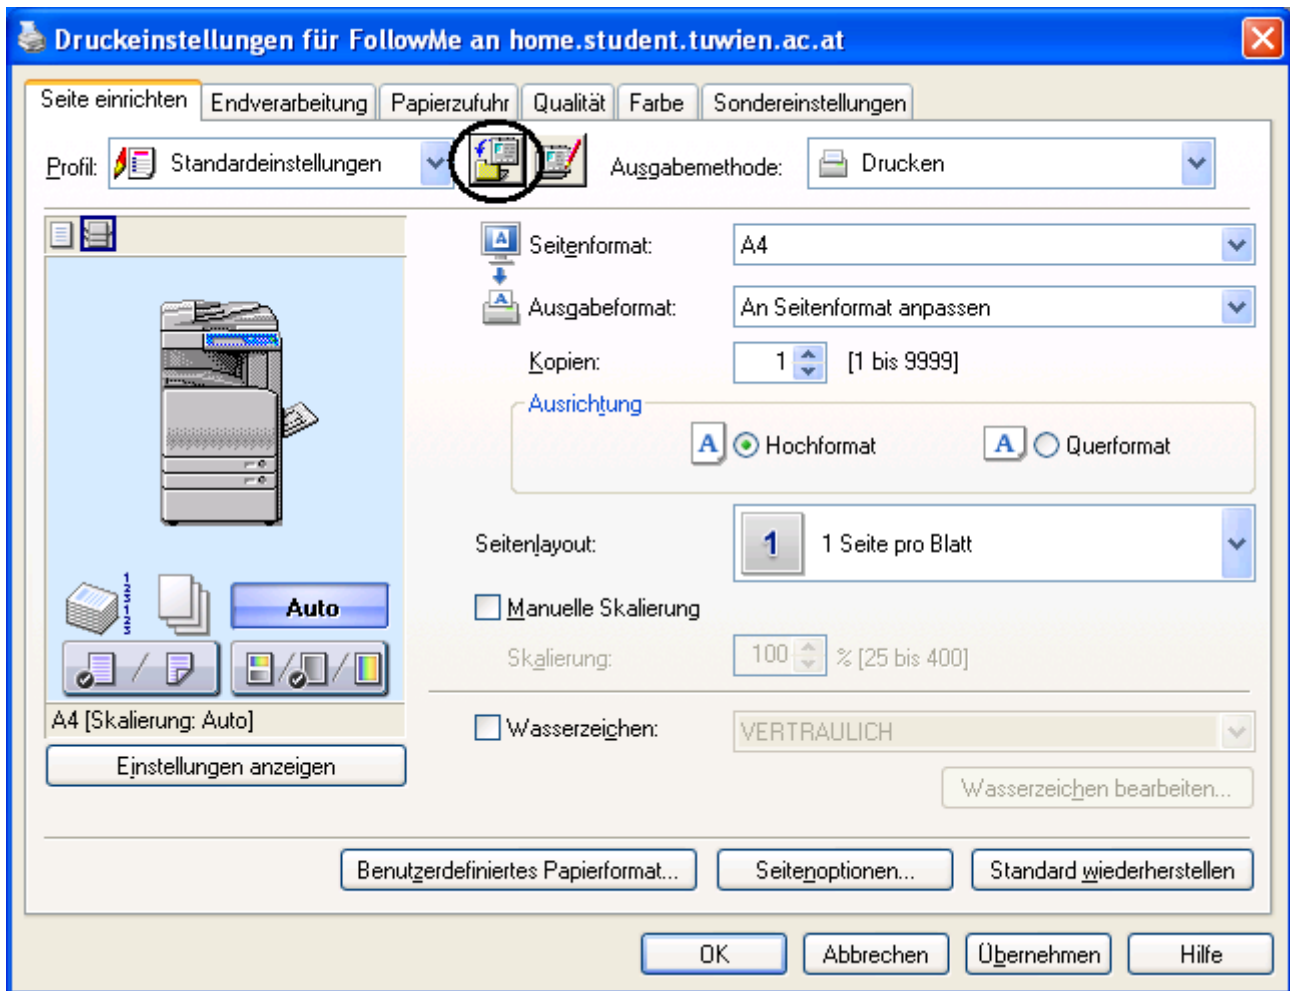 Druckeinstellungen für FollowMe an home.student.tuwien.ac.at
Seite einrichten Endverarbeitung Papierzufuhr Qualität Farbe Sondereinstellungen
Profil: Standardeinstellungen Ausgabemethode: Drucken
Seitenformat: A4
Ausgabeformat: An Seitenformat anpassen
Kopien: 1 [1 bis 9999]
Ausrichtung
A Hochformat A Querformat
Seitenlayout: 1 1 Seite pro Blatt
123123
Auto
Manuelle Skalierung
Skalierung: 100 % [25 bis 400]
A4 [Skalierung: Auto]
Wasserzeichen: VERTRAULICH
Einstellungen anzeigen
Wasserzeichen bearbeiten...
Benutzerdefiniertes Papierformat... Seitenoptionen... Standard wiederherstellen
OK Abbrechen Übernehmen Hilfe